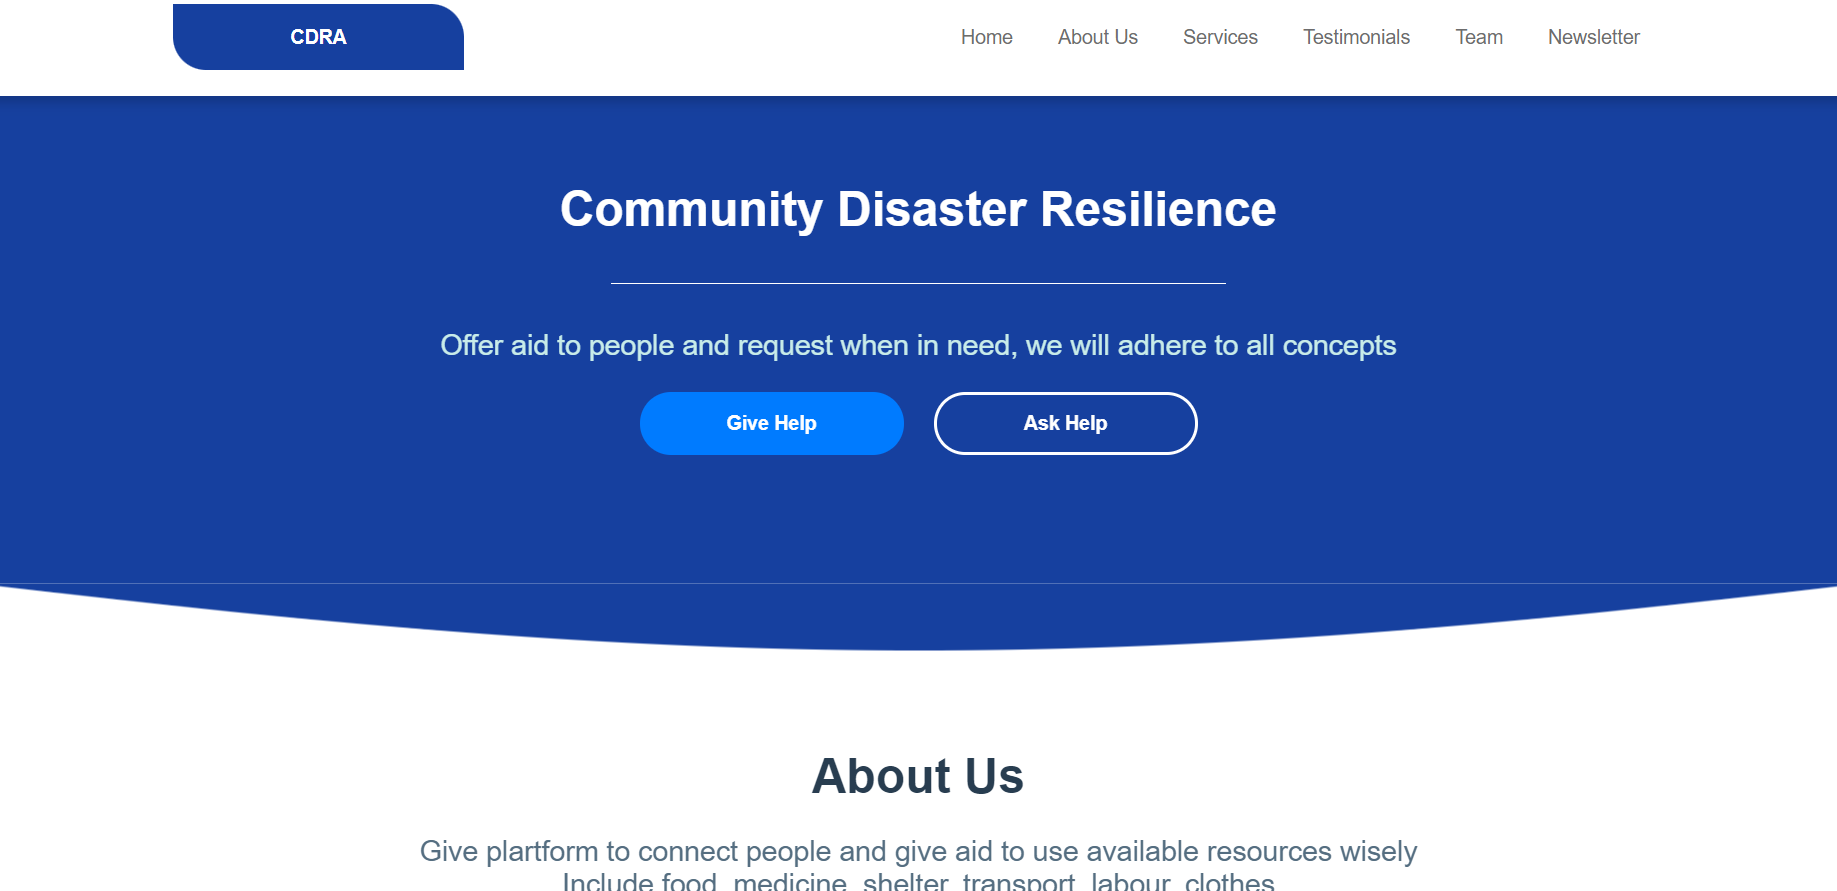 CDRA
Home About Us Services Testimonials Team Newsletter
Community Disaster Resilience
Offer aid to people and request when in need, we will adhere to all concepts
Give Help Ask Help
About Us
Give plartform to connect people and give aid to use available resources wisely
Include food, medicine, shelter, transport, labour, clothes